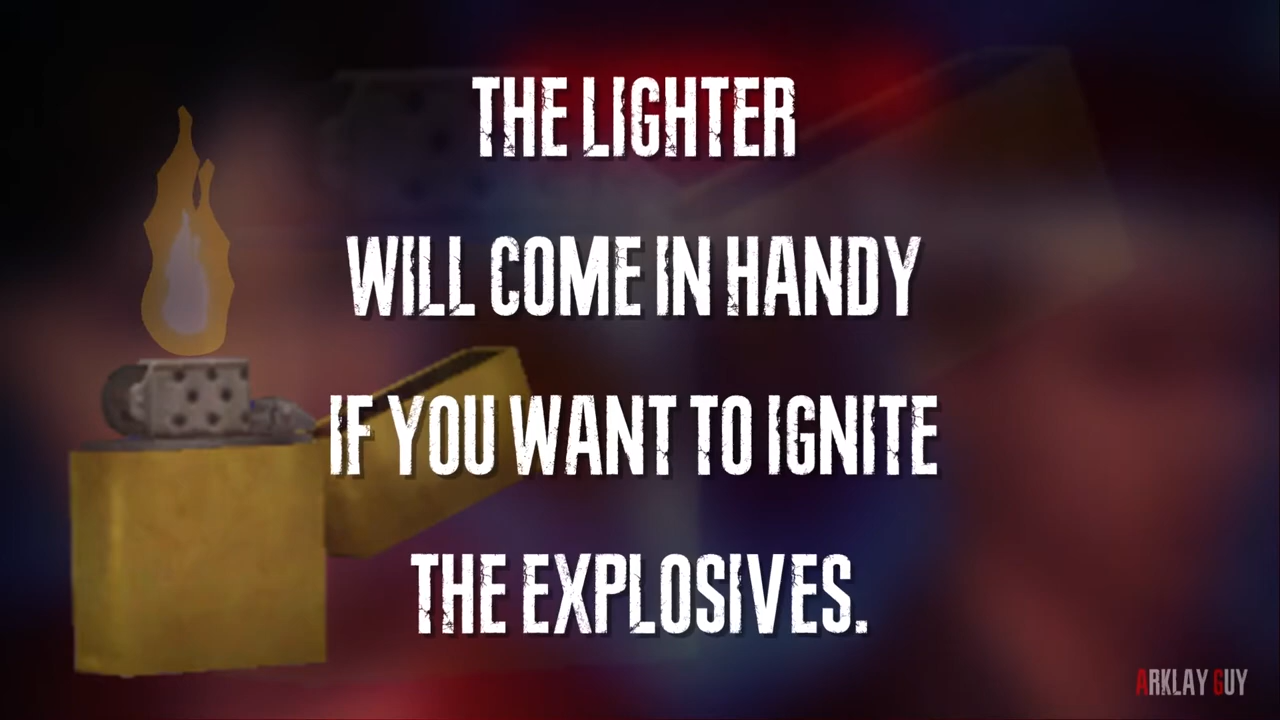 THE LIGHTER
WILL COME IN HANDY
IF YOU WANT TO IGNITE
THE EXPLOSIVES.
ARKLAY GUY